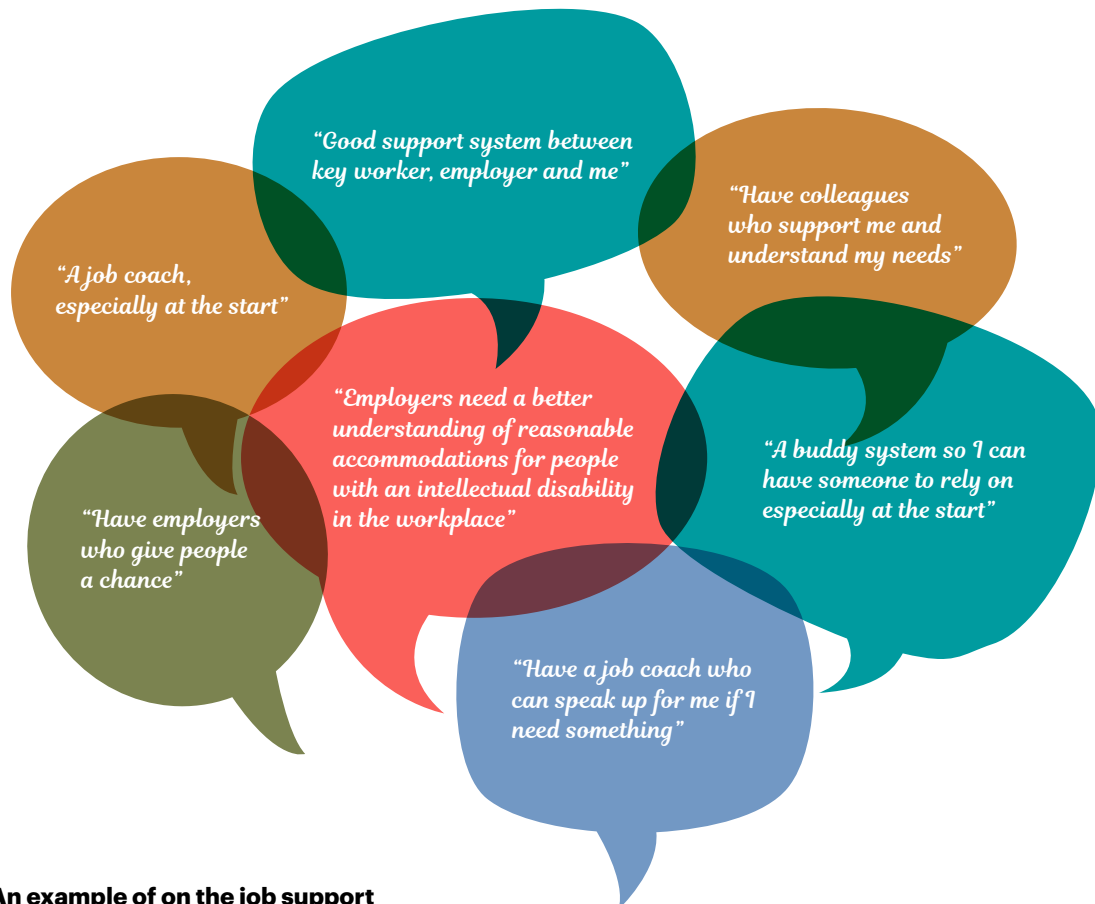 “Good support system between
key worker, employer and me”
“Have colleagues
who support me and
understand my needs”
“A job coach,
especially at the start”
“Employers need a better
understanding of reasonable
accommodations for people
with an intellectual disability
in the workplace”
“A buddy system so I can
have someone to rely on
especially at the start”
“Have employers
who give people
a chance”
“Have a job coach who
can speak up for me if I
need something”
An example of on the job support